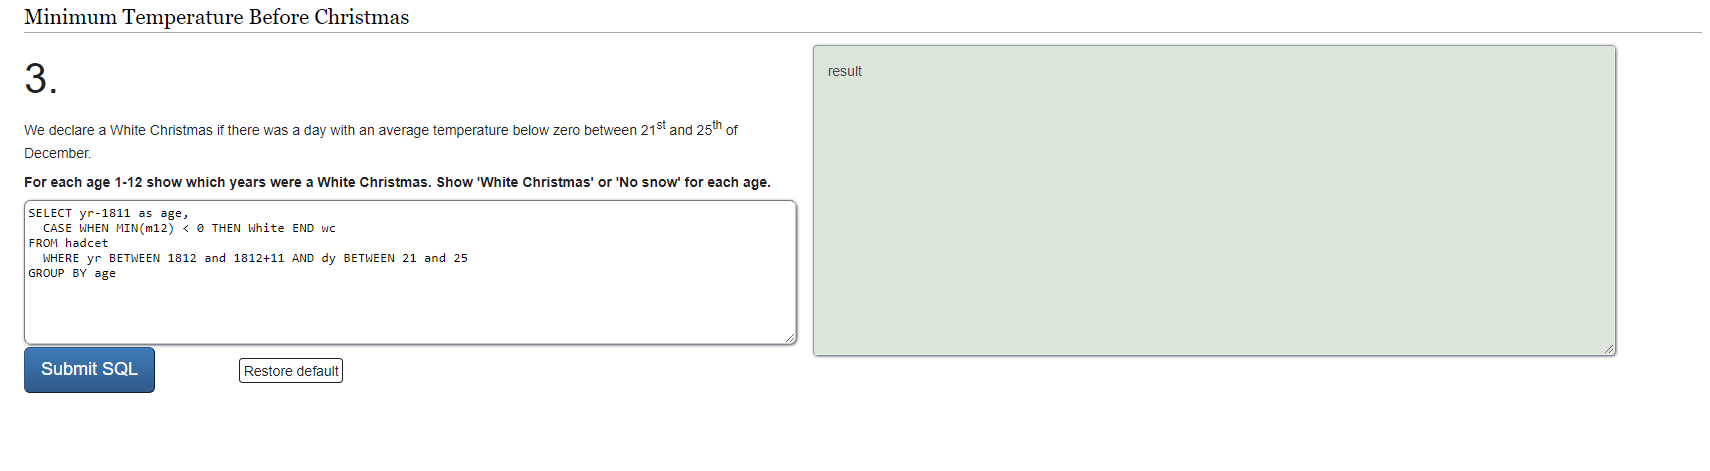 Minimum Temperature Before Christmas
3.
We declare a White Christmas if there was a day with an average temperature below zero between 21st and 25th of
December.
For each age 1-12 show which years were a White Christmas. Show 'White Christmas' or 'No snow' for each age.
SELECT yr-1811 as age,
  CASE WHEN MIN(m12) < 0 THEN White END wc
FROM hadcet
  WHERE yr BETWEEN 1812 and 1812+11 AND dy BETWEEN 21 and 25
GROUP BY age
Submit SQL
Restore default
result